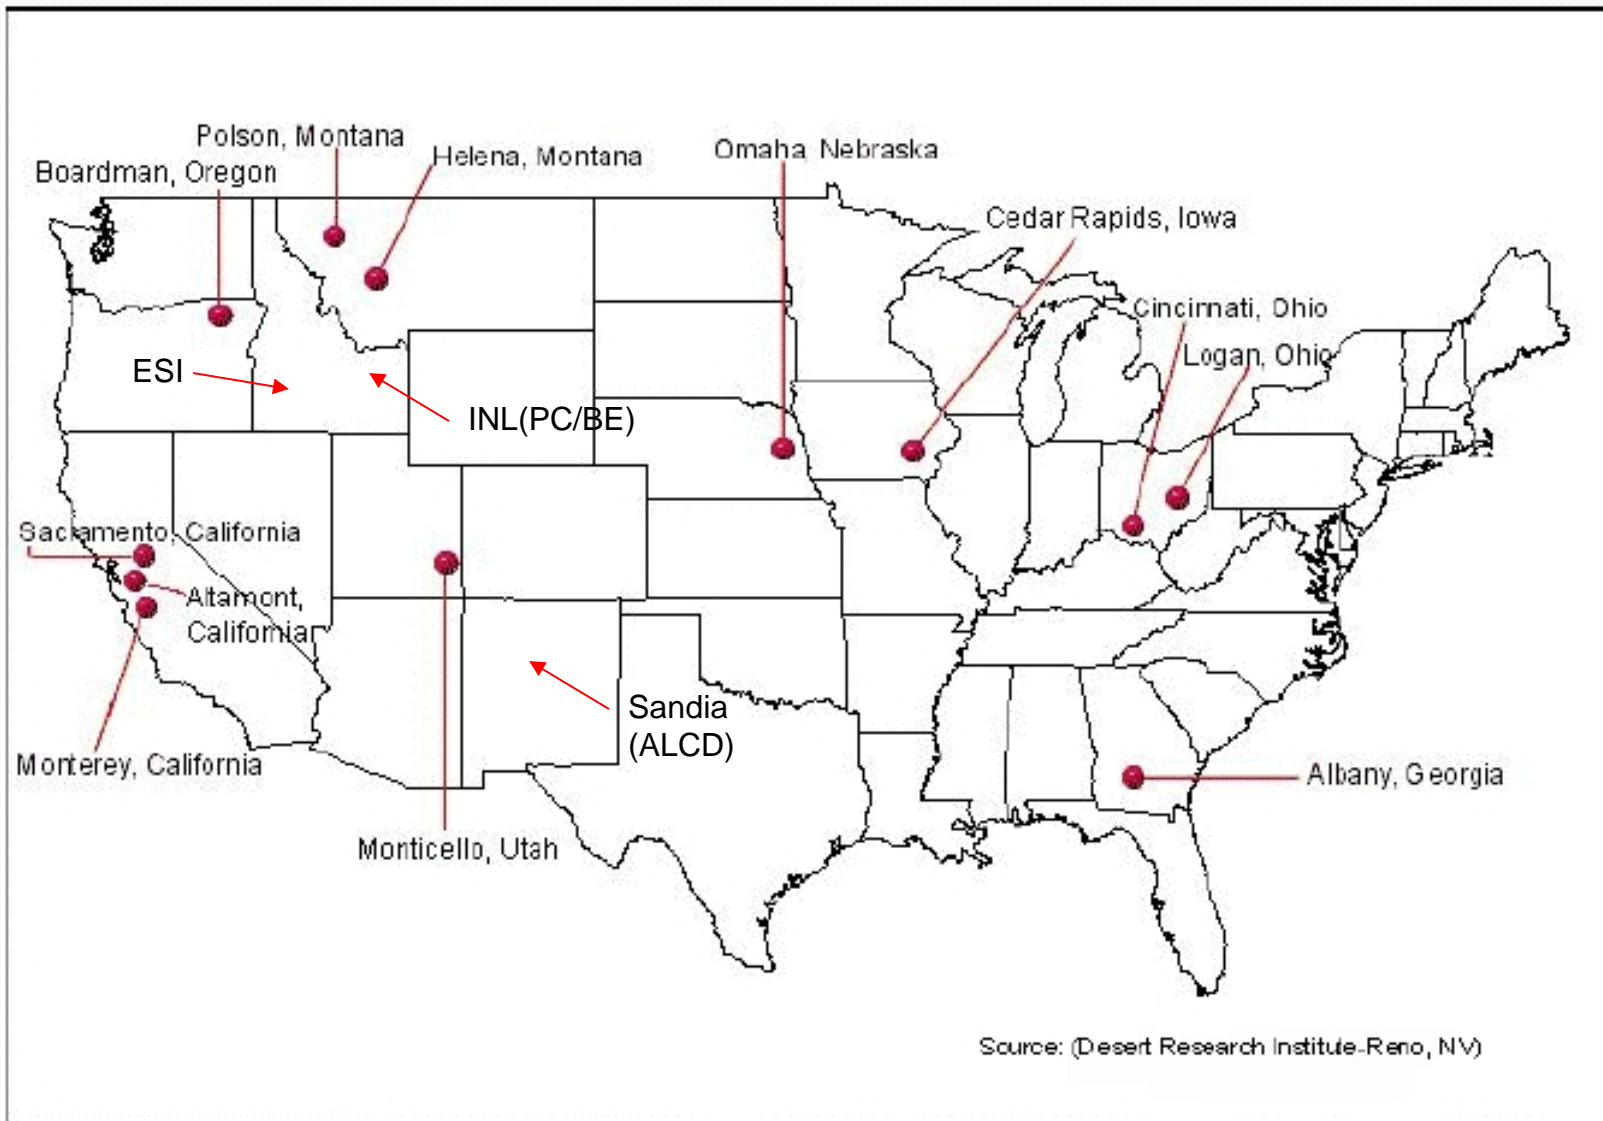 Polson, Montana
Boardman, Oregon
Helena, Montana
Omaha, Nebraska
Cedar Rapids, Iowa
Cincinnati, Ohio
Logan, Ohio
ESI
INL(PC/BE)
Sacramento, California
Altamont,
California
Sandia
(ALCD)
Monterey, California
Albany, Georgia
Monticello, Utah
Source: (Desert Research Institute-Reno, NV)